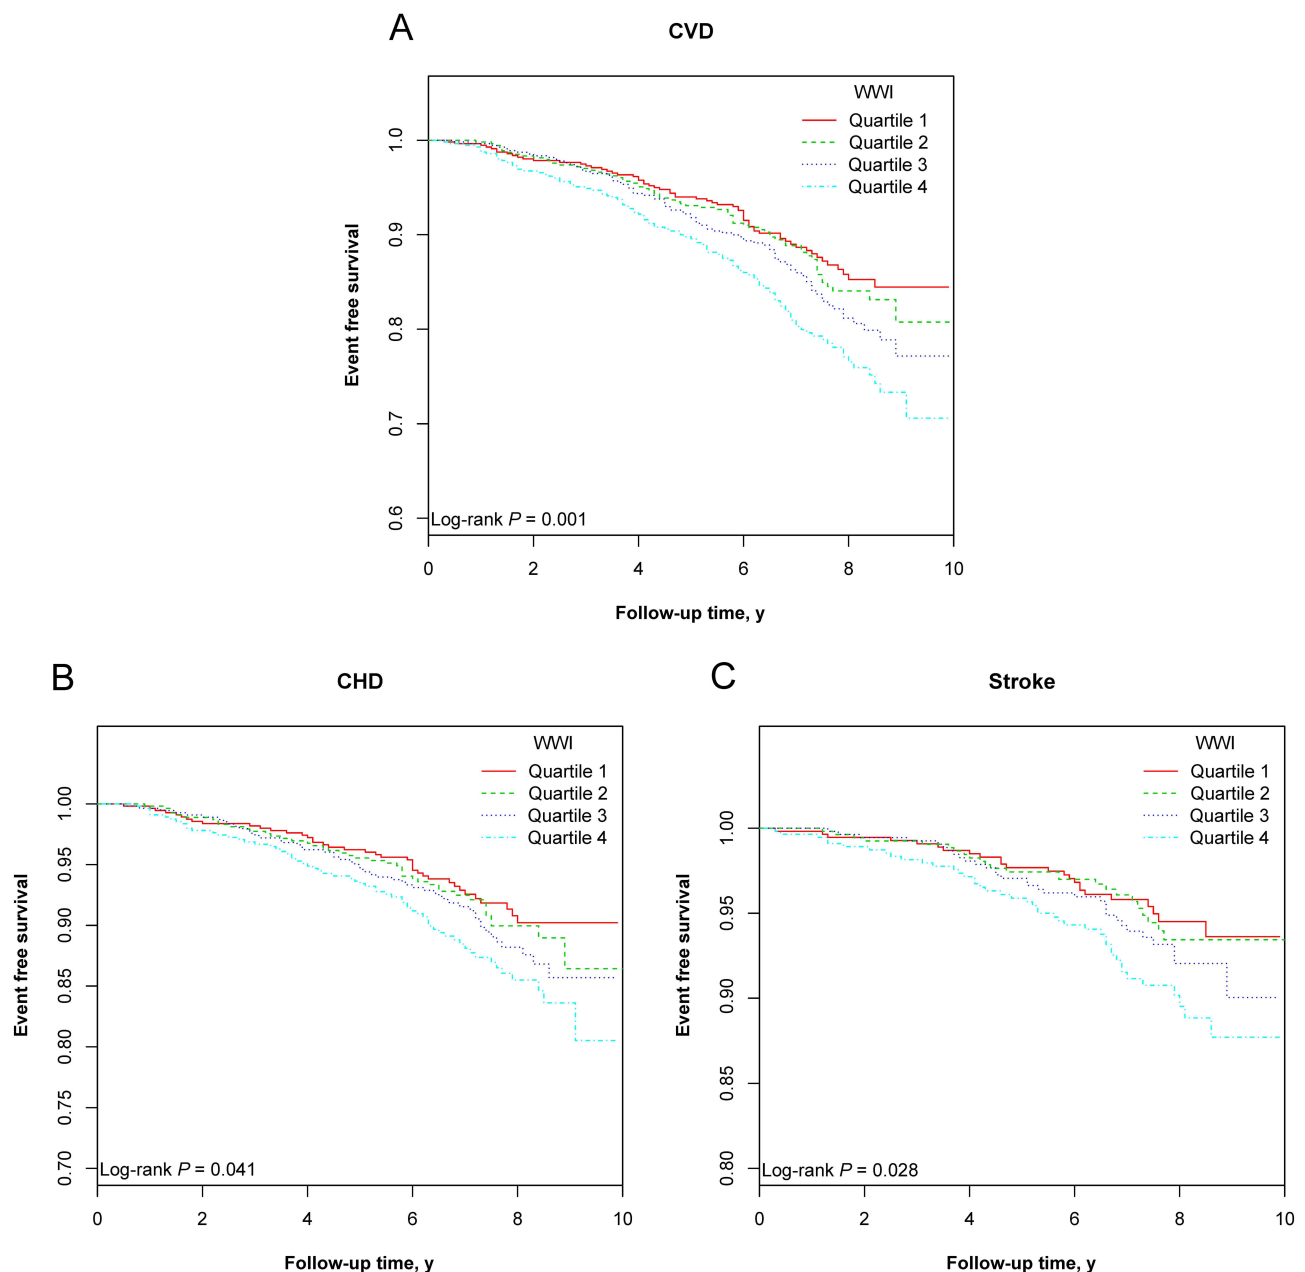 A
CVD
WWI
Quartile 1
Quartile 2
Quartile 3
Quartile 4
Event free survival
1.0
0.9
0.8
0.7
0.6
Log-rank P = 0.001
0 2 4 6 8 10
Follow-up time, y
B
CHD
WWI
Quartile 1
Quartile 2
Quartile 3
Quartile 4
Event free survival
1.00
0.95
0.90
0.85
0.80
0.75
0.70
Log-rank P = 0.041
0 2 4 6 8 10
Follow-up time, y
C
Stroke
WWI
Quartile 1
Quartile 2
Quartile 3
Quartile 4
Event free survival
1.00
0.95
0.90
0.85
0.80
Log-rank P = 0.028
0 2 4 6 8 10
Follow-up time, y